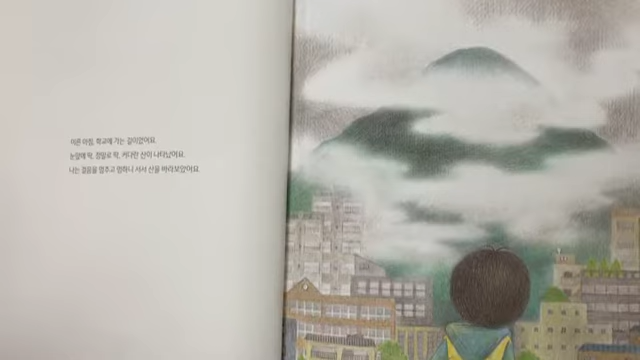 이른 아침, 학교에 가는 길이었어요.
눈앞에 딱, 정말로 딱, 커다란 산이 나타났어요.
나는 걸음을 멈추고 멍하니 서서 산을 바라보았어요.